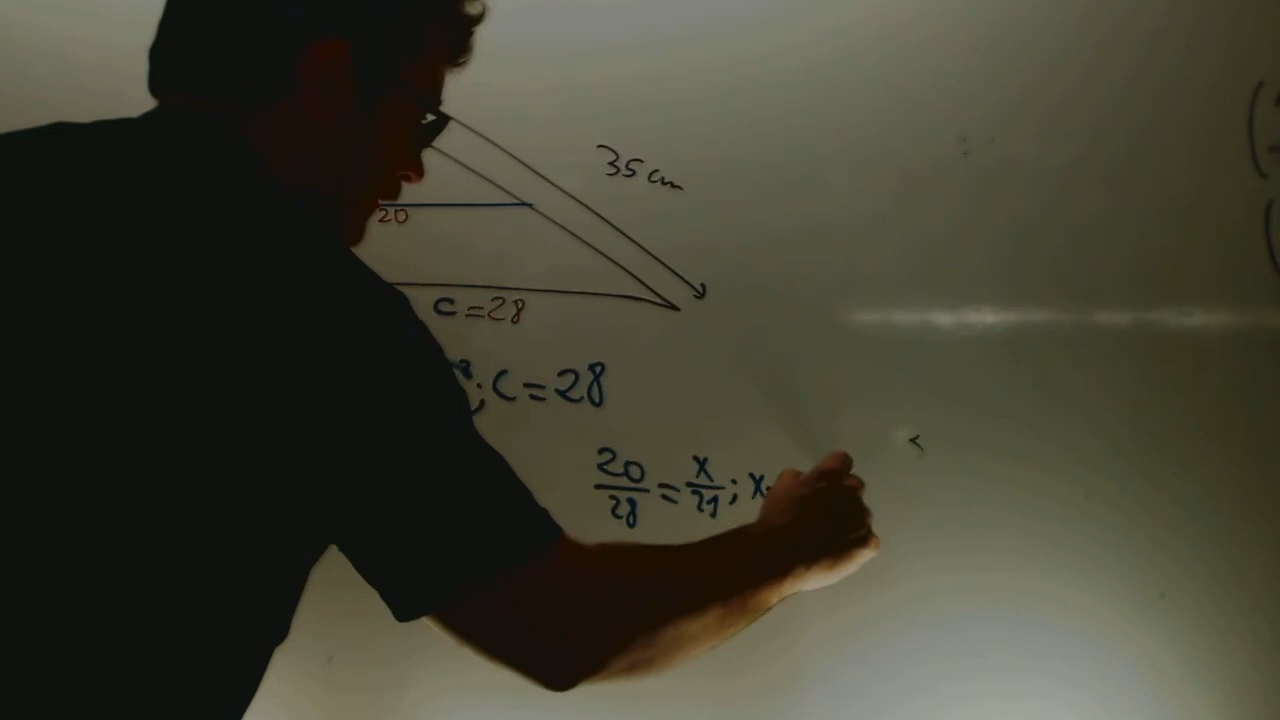 35 cm
20
c = 28
; c = 28
20/28 = x/21 ; x